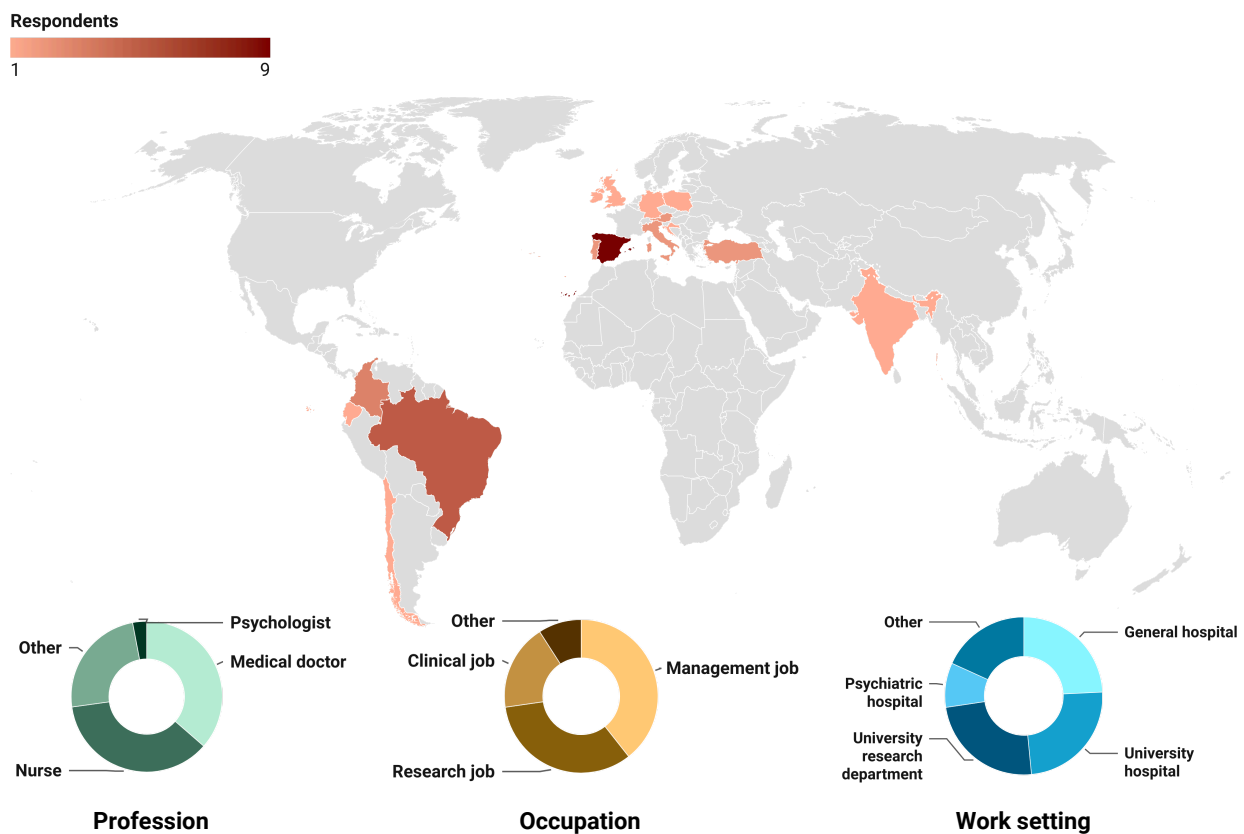 Respondents
1
9
Psychologist
Other
Medical doctor
Nurse
Profession
Other
Clinical job
Management job
Research job
Occupation
Other
General hospital
Psychiatric
hospital
University
research
department
University
hospital
Work setting